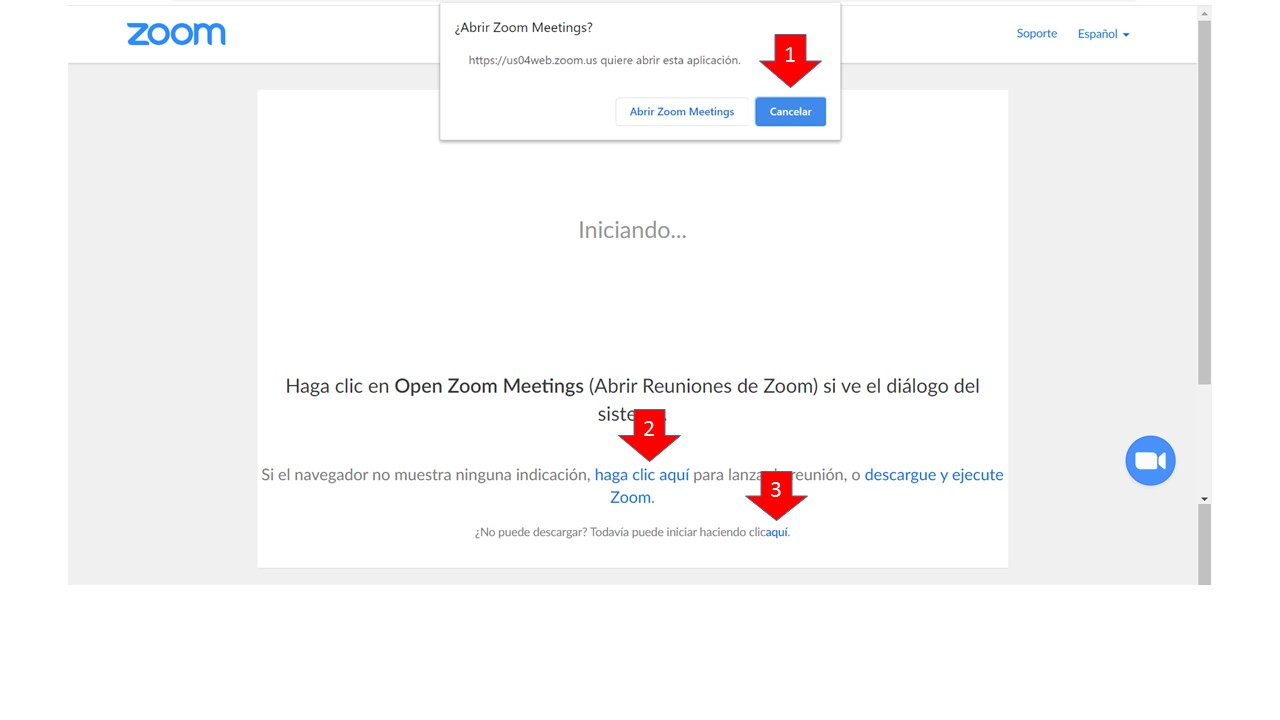 zoom
Soporte Español
¿Abrir Zoom Meetings?
https://us04web.zoom.us quiere abrir esta aplicación.
1
Abrir Zoom Meetings Cancelar
Iniciando...
Haga clic en Open Zoom Meetings (Abrir Reuniones de Zoom) si ve el diálogo del
2
Si el navegador no muestra ninguna indicación, haga clic aquí para reunión, o descargue y ejecute
Zoom.
3
¿No puede descargar? Todavía puede iniciar haciendo clicaquí.